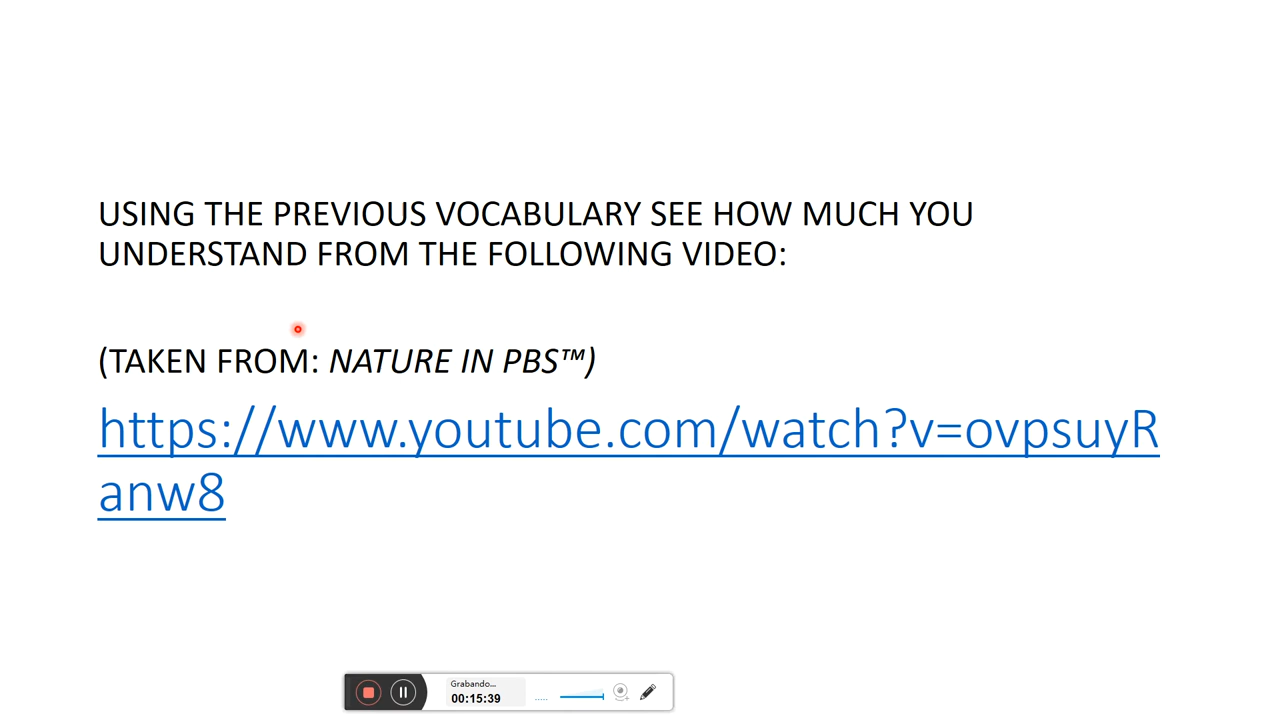 USING THE PREVIOUS VOCABULARY SEE HOW MUCH YOU
UNDERSTAND FROM THE FOLLOWING VIDEO:
(TAKEN FROM: NATURE IN PBS™)
https://www.youtube.com/watch?v=ovpsuyR
anw8
Grabando...
00:15:39